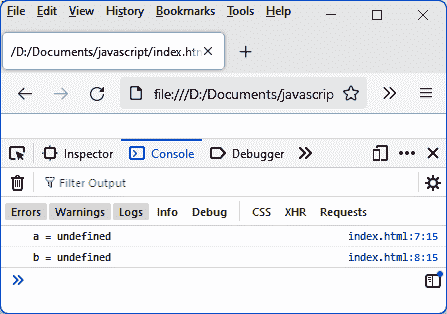 File Edit View History Bookmarks Tools Help
/D:/Documents/javascript/index.htm
file:///D:/Documents/javascrip
Inspector Console Debugger
Filter Output
Errors Warnings Logs Info Debug CSS XHR Requests
a = undefined index.html:7:15
b = undefined index.html:8:15